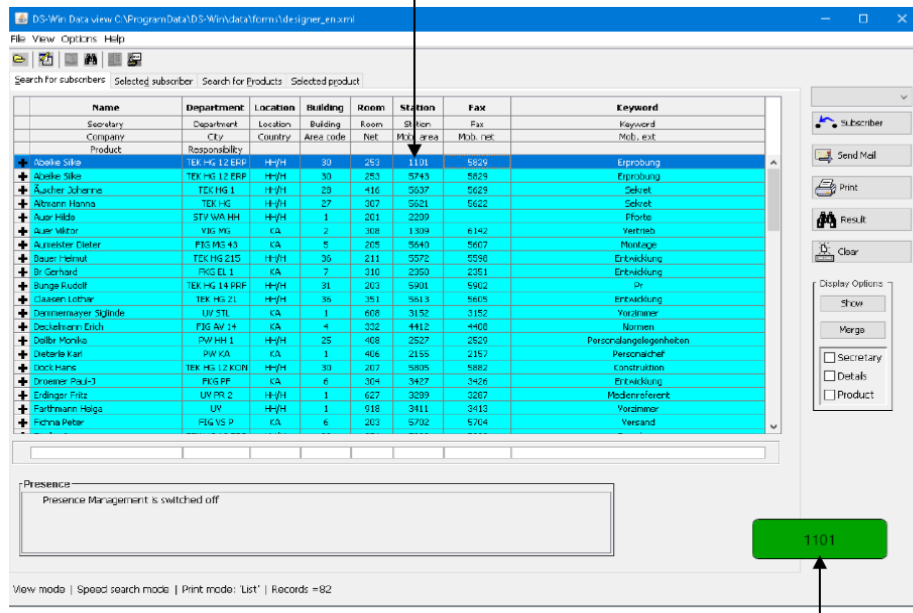 DS-Win Data view C:\ProgramData\DS-Win\data\forms\designer_en.xml
File View Options Help
Search for subscribers Selected subscriber Search for Products Selected product
Name Department Location Building Room Station Fax Keyword
Secretary Department Location Building Room Station Fax Keyword
Company City Country Area code Net Mob. area Mob. net Mob. ext
Product Responsibility
Abelke Silke TEK HG 12 ERP HH/H 30 253 1101 5829 Erprobung
Abelke Silke TEK HG 12 ERP HH/H 30 253 5743 5829 Erprobung
Äuscher Johanna TEK HG 1 HH/H 28 416 5637 5629 Sekret
Altmann Hanna TEK HG HH/H 27 307 5621 5622 Sekret
Auer Hilde STV WA HH HH/H 1 201 2209 Pforte
Auer Viktor VIG MG KA 2 308 1309 6142 Vertrieb
Aumeister Dieter FIG MG 43 KA 5 205 5640 5607 Montage
Bauer Helmut TEK HG 215 HH/H 36 211 5572 5598 Entwicklung
Br Gerhard FKG EL 1 KA 7 310 2350 2351 Entwicklung
Bunge Rudolf TEK HG 14 PRF HH/H 31 203 5901 5902 Pr
Claasen Lothar TEK HG 21 HH/H 36 351 5613 5605 Entwicklung
Dammermayer Siglinde UV STL HH/H 1 608 3152 3152 Vorzimmer
Deckelmann Erich FIG AV 14 KA 4 332 4412 4408 Normen
Dellbr Monika PW HH 1 HH/H 25 408 2527 2529 Personalangelegenheiten
Dieterle Karl PW KA KA 1 406 2155 2157 Personalchef
Dock Hans TEK HG 12 KON HH/H 30 207 5805 5882 Konstruktion
Droemer Paul-J FKG PF KA 6 304 3427 3426 Entwicklung
Erdinger Fritz UV PR 2 HH/H 1 627 3289 3287 Medienreferent
Farthmann Helga UV HH/H 1 918 3411 3413 Vorzimmer
Fichna Peter FIG VS P KA 6 203 5702 5704 Versand
Subscriber
Send Mail
Print
Result
Clear
Display Options
Show
Merge
Secretary
Details
Product
Presence
Presence Management is switched off
1101
View mode | Speed search mode | Print mode: 'List' | Records =82